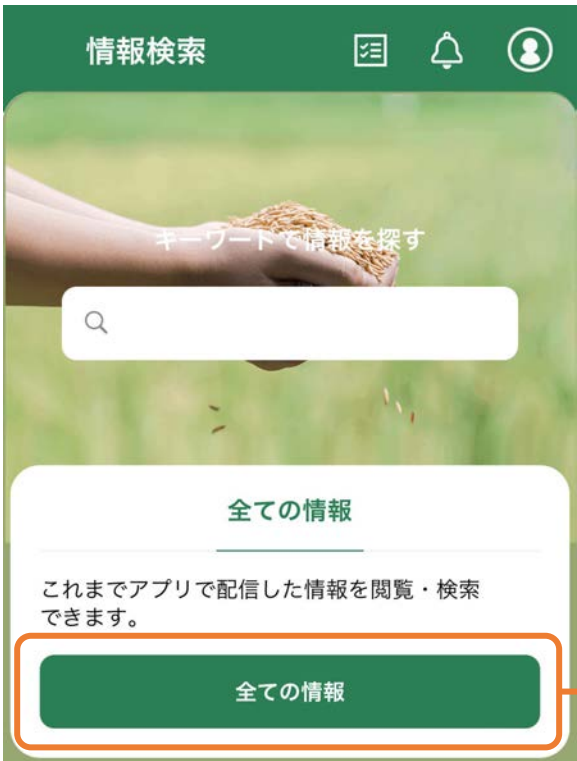 情報検索
キーワードで情報を探す
全ての情報
これまでアプリで配信した情報を閲覧・検索
できます。
全ての情報